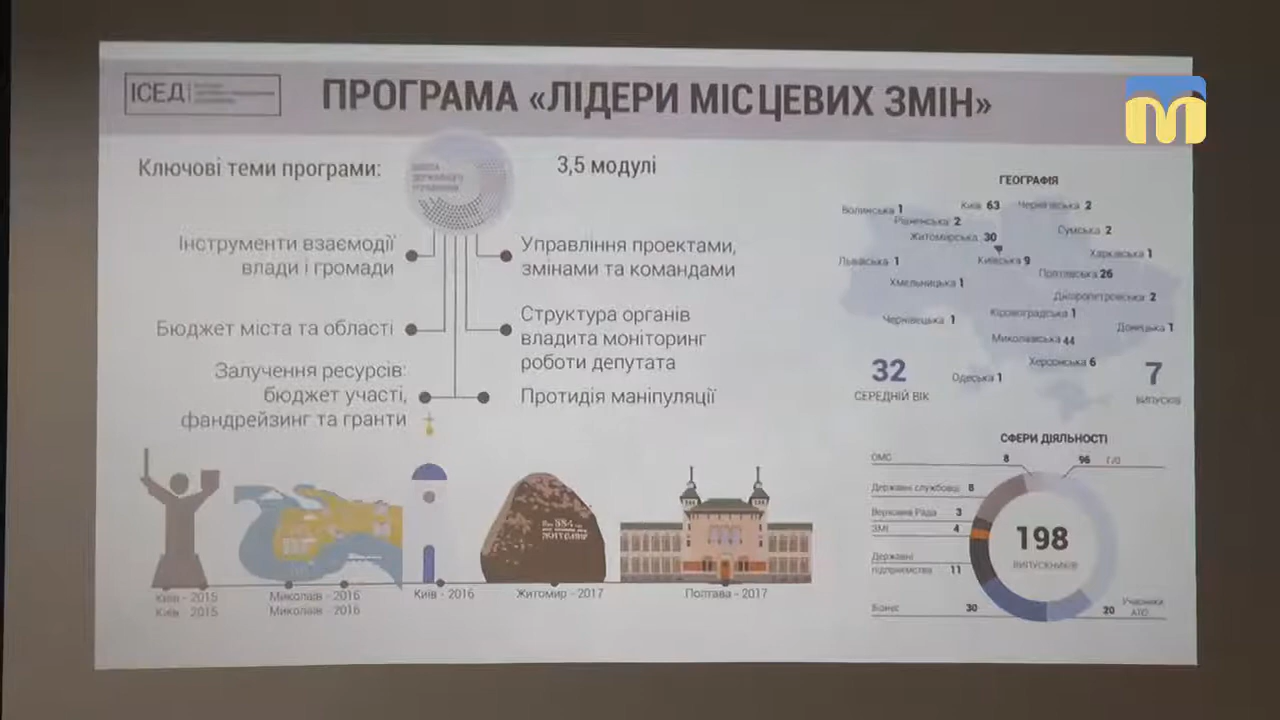 ІСЕД
ПРОГРАМА «ЛІДЕРИ МІСЦЕВИХ ЗМІН»
Ключові теми програми:
3,5 модулі
Інструменти взаємодії
влади і громади
Бюджет міста та області
Залучення ресурсів:
бюджет участі,
фандрейзинг та гранти
Управління проектами,
змінами та командами
Структура органів
владита моніторинг
роботи депутата
Протидія маніпуляції
ГЕОГРАФІЯ
Волинська 1
Київ 63
Чернігівська 2
Рівненська 2
Житомирська 30
Сумська 2
Львівська 1
Київська 9
Харківська 1
Хмельницька 1
Полтавська 26
Дніпропетровська 2
Чернівецька 1
Кіровоградська 1
Донецька 1
Миколаївська 44
Херсонська 6
Одеська 1
32
СЕРЕДНІЙ ВІК
7
ВИПУСКІВ
СФЕРИ ДІЯЛЬНОСТІ
ОМС 8
96 ГО
Державні службовці 8
Верховна Рада 3
ЗМІ 4
Державні
підприємства 11
Бізнес 30
20 Учасники
АТО
198
ВИПУСКНИКІВ
Київ - 2015
Київ - 2015
Миколаїв - 2016
Миколаїв - 2016
Київ - 2016
Житомир - 2017
Полтава - 2017